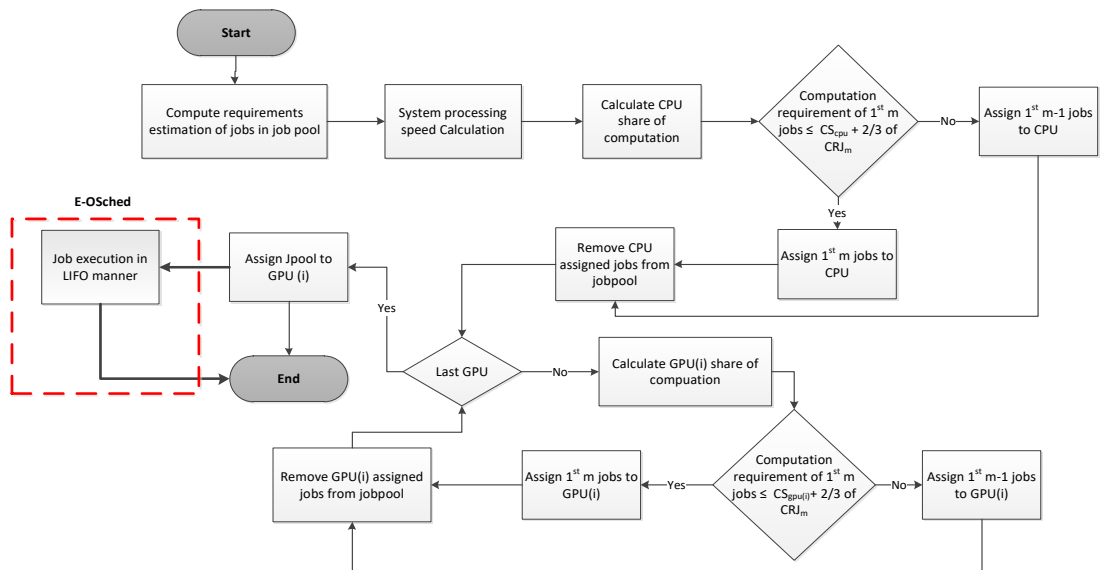 Start
Compute requirements
estimation of jobs in job pool
System processing
speed Calculation
Calculate CPU
share of
computation
Computation
requirement of 1st m
jobs ≤ CScpu + 2/3 of
CRJm
No
Assign 1st m-1 jobs
to CPU
Yes
Assign 1st m jobs to
CPU
Remove CPU
assigned jobs from
jobpool
E-OSched
Job execution in
LIFO manner
Assign Jpool to
GPU (i)
Yes
End
Last GPU
No
Calculate GPU(i) share of
compuation
Computation
requirement of 1st m
jobs ≤ CSgpu(i)+ 2/3 of
CRJm
Yes
Assign 1st m jobs to
GPU(i)
Remove GPU(i) assigned
jobs from jobpool
No
Assign 1st m-1 jobs
to GPU(i)